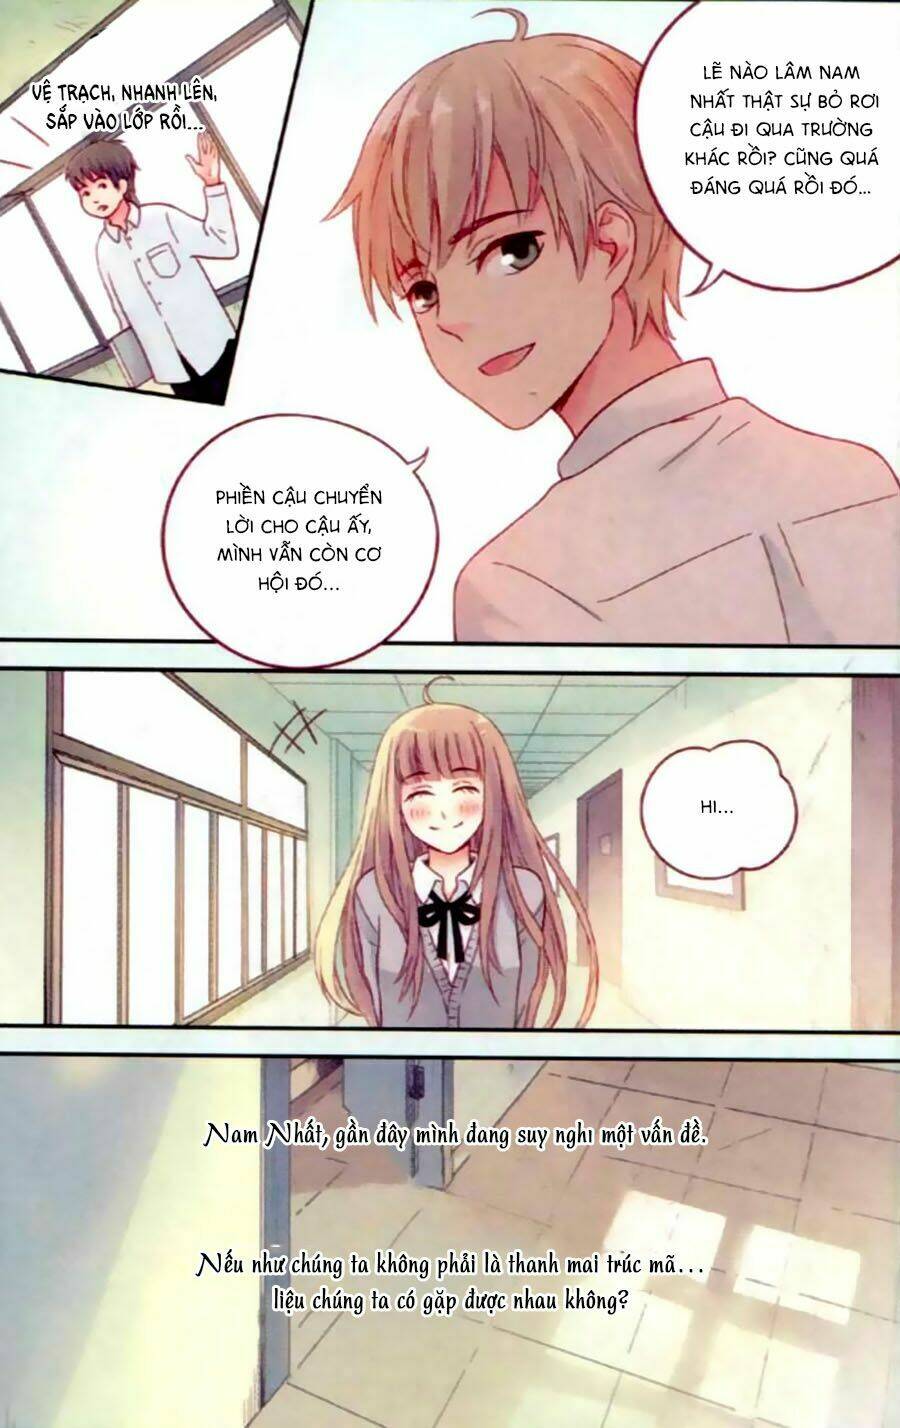 VỆ TRẠCH, NHANH LÊN,
SẮP VÀO LỚP RỒI...
LẼ NÀO LÂM NAM
NHẤT THẬT SỰ BỎ RƠI
CẬU ĐI QUA TRƯỜNG
KHÁC RỒI? CŨNG QUÁ
ĐÁNG QUÁ RỒI ĐÓ...
PHIỀN CẬU CHUYỂN
LỜI CHO CẬU ẤY,
MÌNH VẪN CÒN CƠ
HỘI ĐÓ...
HI...
Nam Nhất, gần đây mình đang suy nghı một vấn đề.
Nếu như chúng ta không phải là thanh mai trúc mã...
liệu chúng ta có gặp được nhau không?